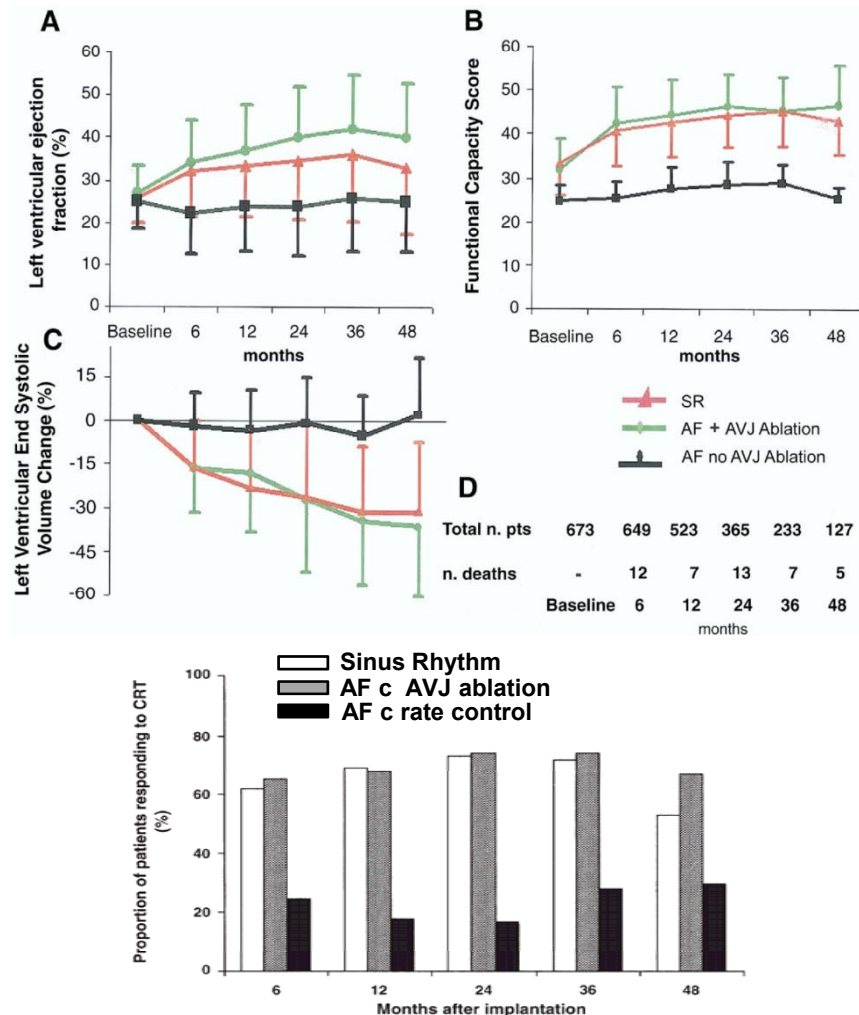 A
Left ventricular ejection
fraction (%)
60
50
40
30
20
10
0
Baseline 6 12 24 36 48
months
B
Functional Capacity Score
60
50
40
30
20
10
0
Baseline 6 12 24 36 48
months
C
Left Ventricular End Systolic
Volume Change (%)
15
0
-15
-30
-45
-60
SR
AF + AVJ Ablation
AF no AVJ Ablation
D
Total n. pts 673 649 523 365 233 127
n. deaths - 12 7 13 7 5
Baseline 6 12 24 36 48
months
Sinus Rhythm
AF c AVJ ablation
AF c rate control
Proportion of patients responding to CRT
(%)
100
80
60
40
20
0
6 12 24 36 48
Months after implantation